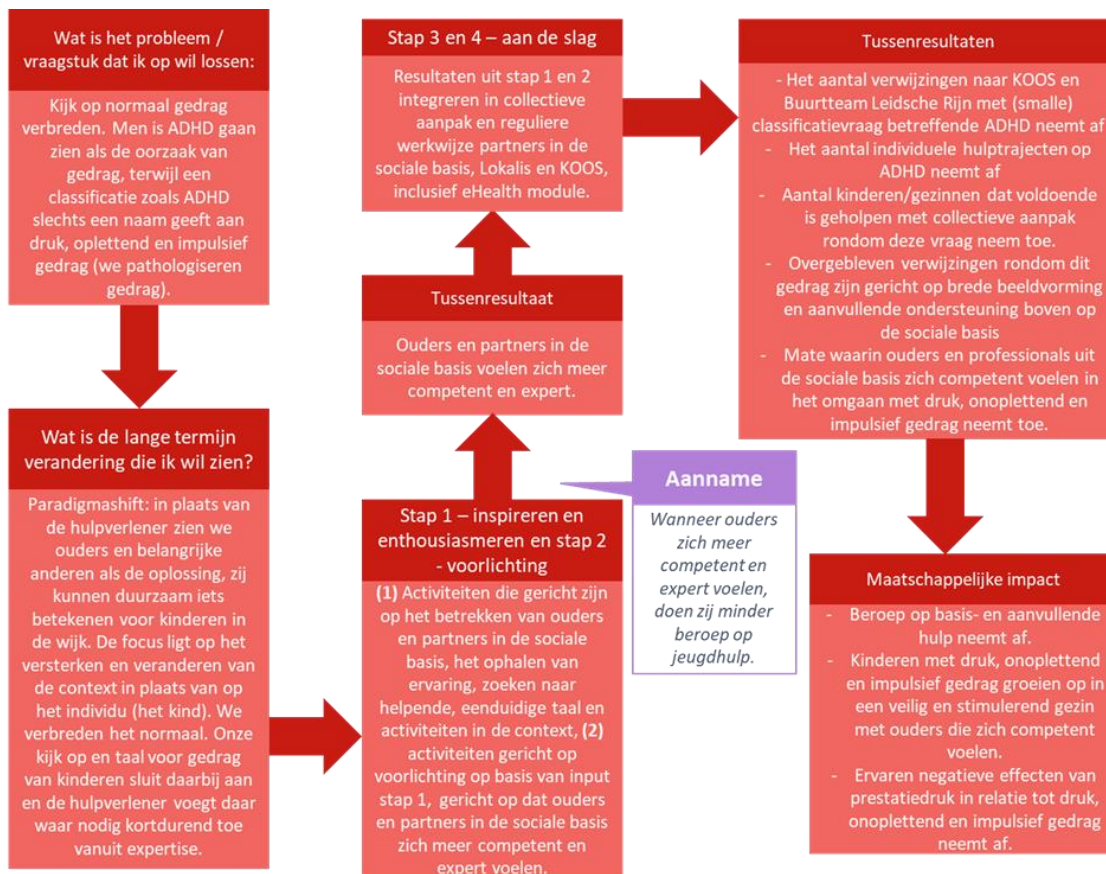 Wat is het probleem /
vraagstuk dat ik op wil lossen:
Kijk op normaal gedrag
verbreden. Men is ADHD gaan
zien als de oorzaak van
gedrag, terwijl een
classificatie zoals ADHD
slechts een naam geeft aan
druk, oplettend en impulsief
gedrag (we pathologiseren
gedrag).
Wat is de lange termijn
verandering die ik wil zien?
Paradigmashift: in plaats van
de hulpverlener zien we
ouders en belangrijke
anderen als de oplossing, zij
kunnen duurzaam iets
betekenen voor kinderen in
de wijk. De focus ligt op het
versterken en veranderen van
de context in plaats van op
het individu (het kind). We
verbreden het normaal. Onze
kijk op en taal voor gedrag
van kinderen sluit daarbij aan
en de hulpverlener voegt daar
waar nodig kortdurend toe
vanuit expertise.
Stap 1 – inspireren en
enthousiasmeren en stap 2
- voorlichting
(1) Activiteiten die gericht zijn
op het betrekken van ouders
en partners in de sociale
basis, het ophalen van
ervaring, zoeken naar
helpende, eenduidige taal en
activiteiten in de context, (2)
activiteiten gericht op
voorlichting op basis van input
stap 1, gericht op dat ouders
en partners in de sociale basis
zich meer competent en
expert voelen.
Aanname
Wanneer ouders
zich meer
competent en
expert voelen,
doen zij minder
beroep op
jeugdhulp.
Tussenresultaat
Ouders en partners in de
sociale basis voelen zich meer
competent en expert.
Stap 3 en 4 – aan de slag
Resultaten uit stap 1 en 2
integreren in collectieve
aanpak en reguliere
werkwijze partners in de
sociale basis, Lokalis en KOOS,
inclusief eHealth module.
Tussenresultaten
- Het aantal verwijzingen naar KOOS en
Buurtteam Leidsche Rijn met (smalle)
classificatievraag betreffende ADHD neemt af
- Het aantal individuele hulptrajecten op
ADHD neemt af
- Aantal kinderen/gezinnen dat voldoende
is geholpen met collectieve aanpak
rondom deze vraag neem toe.
- Overgebleven verwijzingen rondom dit
gedrag zijn gericht op brede beeldvorming
en aanvullende ondersteuning boven op
de sociale basis
- Mate waarin ouders en professionals uit
de sociale basis zich competent voelen in
het omgaan met druk, onoplettend en
impulsief gedrag neemt toe.
Maatschappelijke impact
- Beroep op basis- en aanvullende
hulp neemt af.
- Kinderen met druk, onoplettend
en impulsief gedrag groeien op in
een veilig en stimulerend gezin
met ouders die zich competent
voelen.
- Ervaren negatieve effecten van
prestatiedruk in relatie tot druk,
onoplettend en impulsief gedrag
neemt af.